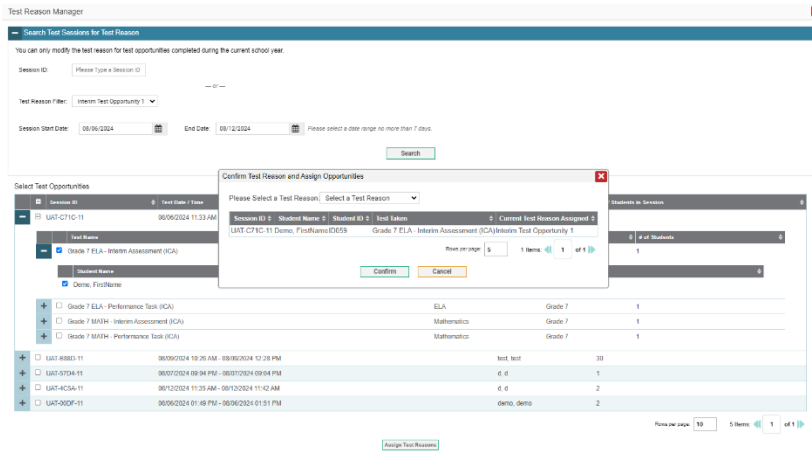 Test Reason Manager
Search Test Sessions for Test Reason
You can only modify the test reason for test opportunities completed during the current school year.
Session ID: Please Type a Session ID
— or —
Test Reason Filter: Interim Test Opportunity 1
Session Start Date: 08/06/2024 End Date: 08/12/2024 Please select a date range no more than 7 days.
Search
Select Test Opportunities
Session ID Test Date / Time Students in Session
UAT-C71C-11 08/06/2024 11:33 AM
Test Name # of Students
Grade 7 ELA - Interim Assessment (ICA) 1
Student Name
Demo, FirstName
Grade 7 ELA - Performance Task (ICA) ELA Grade 7 1
Grade 7 MATH - Interim Assessment (ICA) Mathematics Grade 7 1
Grade 7 MATH - Performance Task (ICA) Mathematics Grade 7 1
08/09/2024 10:26 AM - 08/09/2024 12:28 PM test, test 30
UAT-57D4-11 08/07/2024 09:04 PM - 08/07/2024 09:04 PM d, d 1
UAT-4C5A-11 08/12/2024 11:35 AM - 08/12/2024 11:42 AM d, d 2
UAT-00DF-11 08/06/2024 01:49 PM - 08/06/2024 01:51 PM demo, demo 2
Rows per page: 10 5 Items: 1 of 1
Assign Test Reasons
Confirm Test Reason and Assign Opportunities
Please Select a Test Reason: Select a Test Reason
Session ID Student Name Student ID Test Taken Current Test Reason Assigned
UAT-C71C-11 Demo, FirstName ID059 Grade 7 ELA - Interim Assessment (ICA) Interim Test Opportunity 1
Rows per page: 5 1 Items: 1 of 1
Confirm Cancel